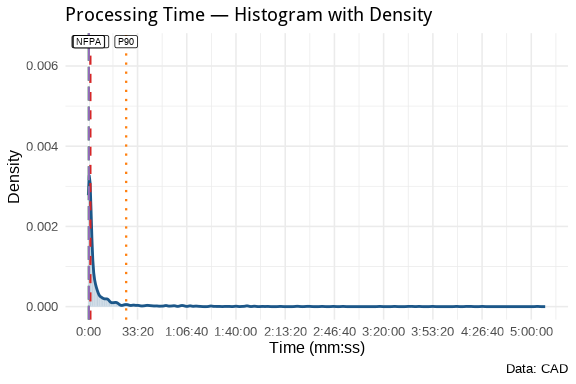 Processing Time — Histogram with Density
NFPA
P90
0.006
0.004
0.002
0.000
Density
0:00 33:20 1:06:40 1:40:00 2:13:20 2:46:40 3:20:00 3:53:20 4:26:40 5:00:00
Time (mm:ss)
Data: CAD